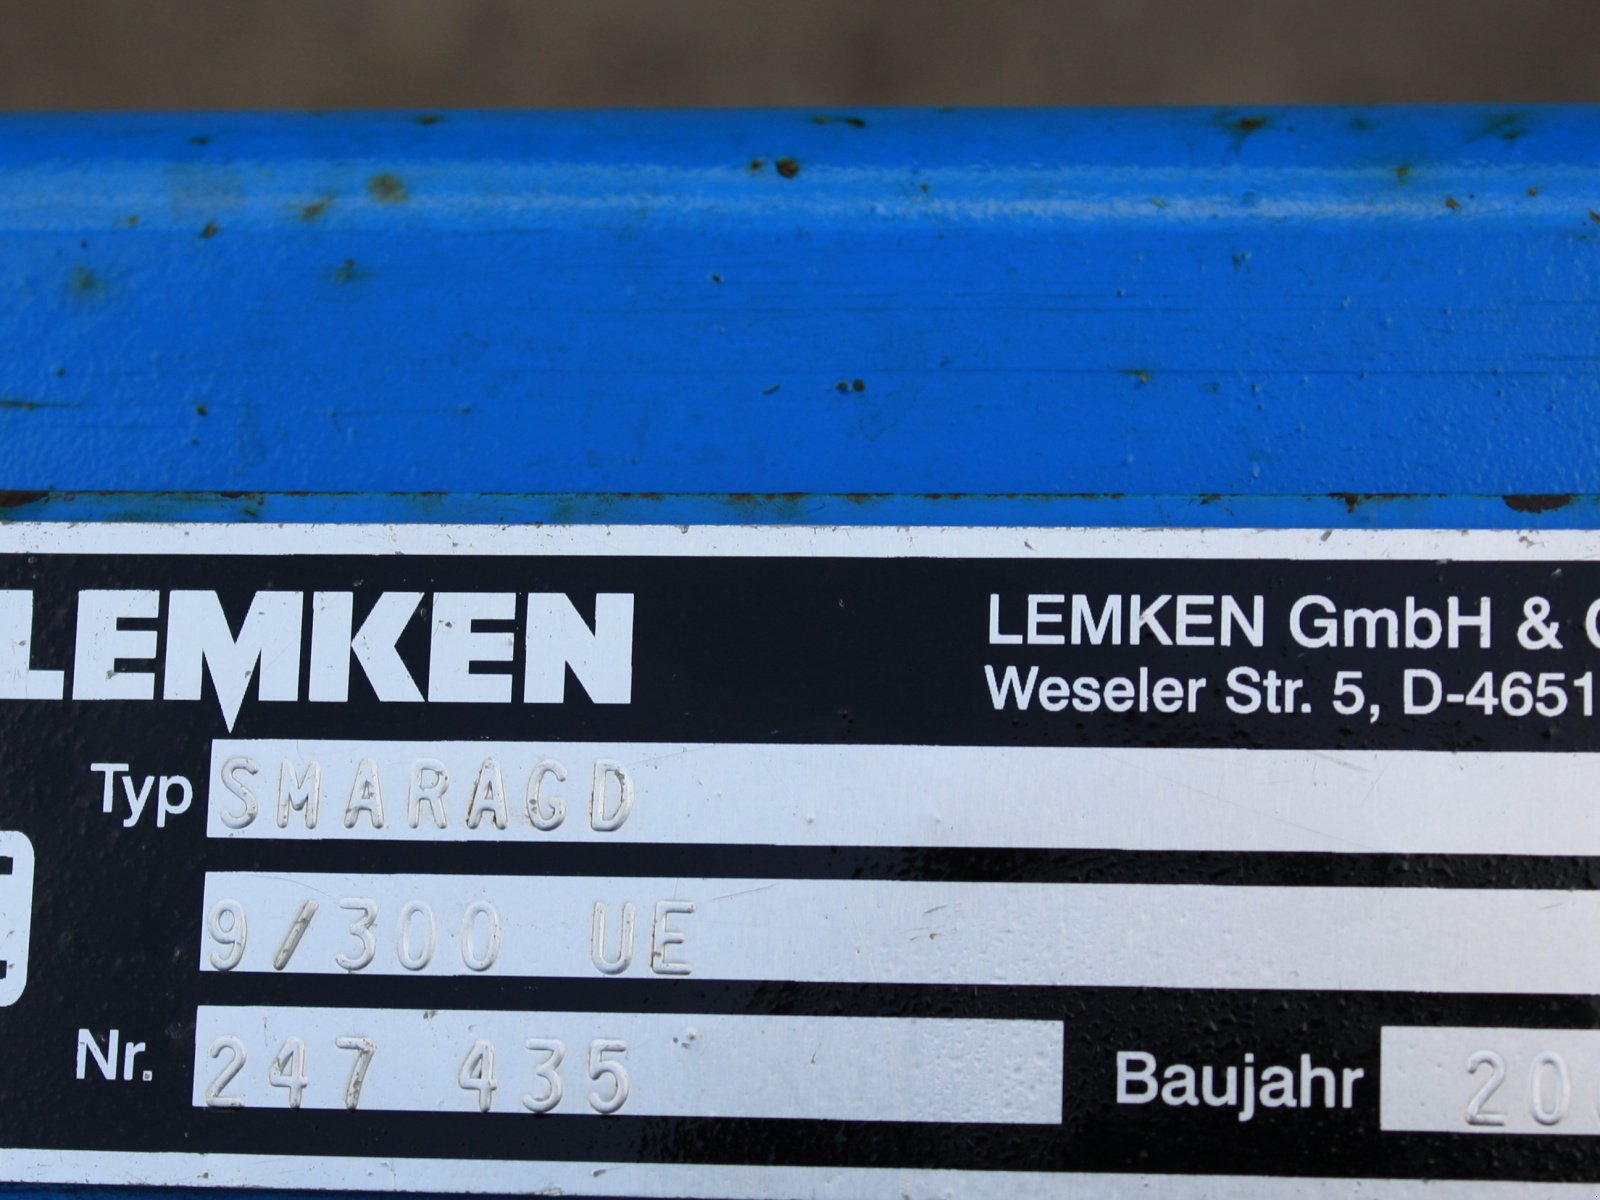 LEMKEN
LEMKEN GmbH &
Weseler Str. 5, D-4651
Typ SMARAGD
9/300 UE
Nr. 247 435
Baujahr 20